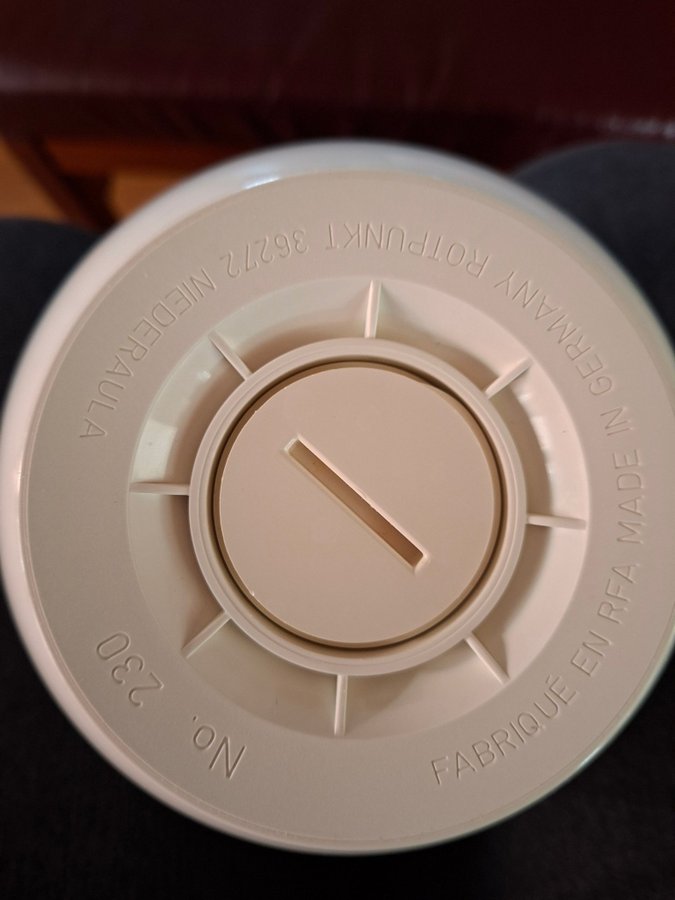 FABRIQUÉ EN RFA MADE IN GERMANY ROTPUNKT 36272 NIEDERAULA
No. 230